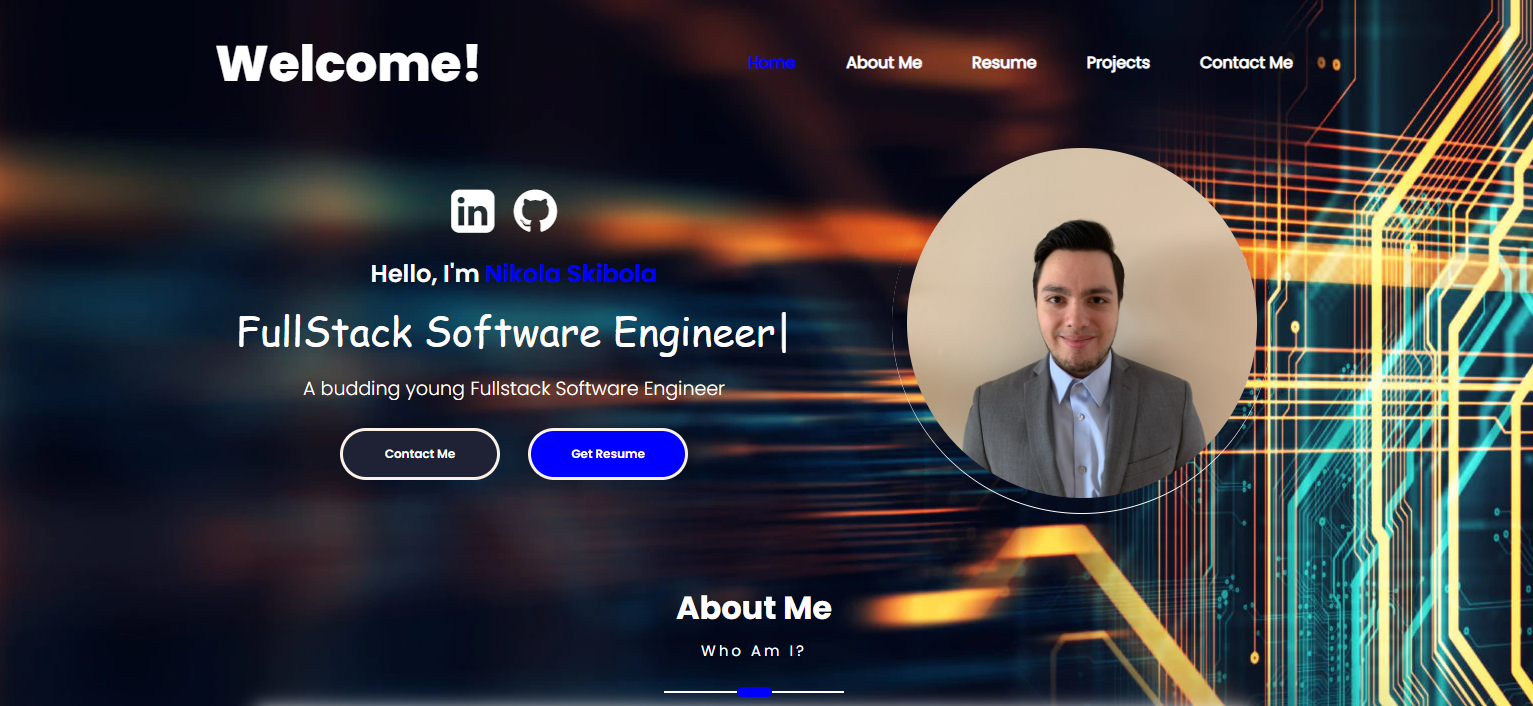 Welcome!
Home About Me Resume Projects Contact Me
in
Hello, I'm Nikola Skibola
FullStack Software Engineer|
A budding young Fullstack Software Engineer
Contact Me Get Resume
About Me
Who Am I?